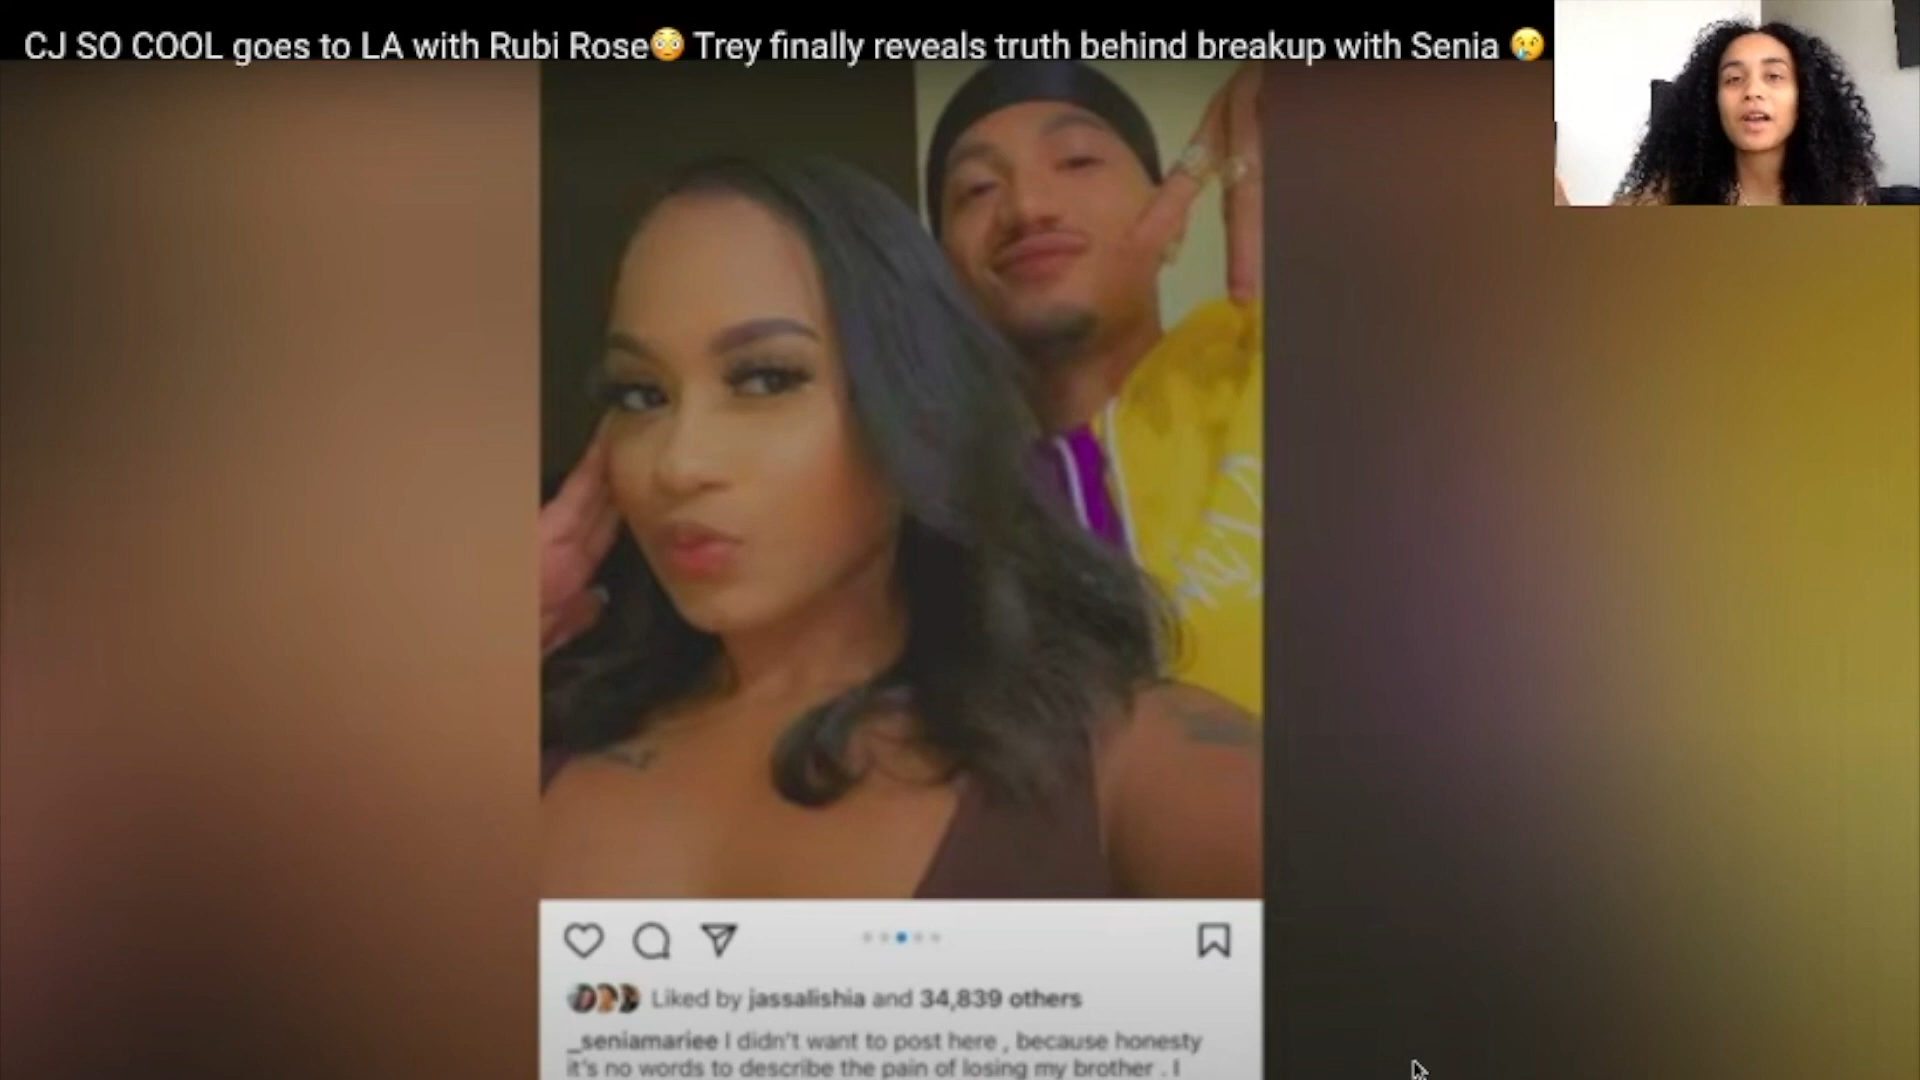 CJ SO COOL goes to LA with Rubi Rose😳 Trey finally reveals truth behind breakup with Senia 😢
Liked by jassalishia and 34,839 others
_seniamariee I didn't want to post here , because honesty
it's no words to describe the pain of losing my brother . I